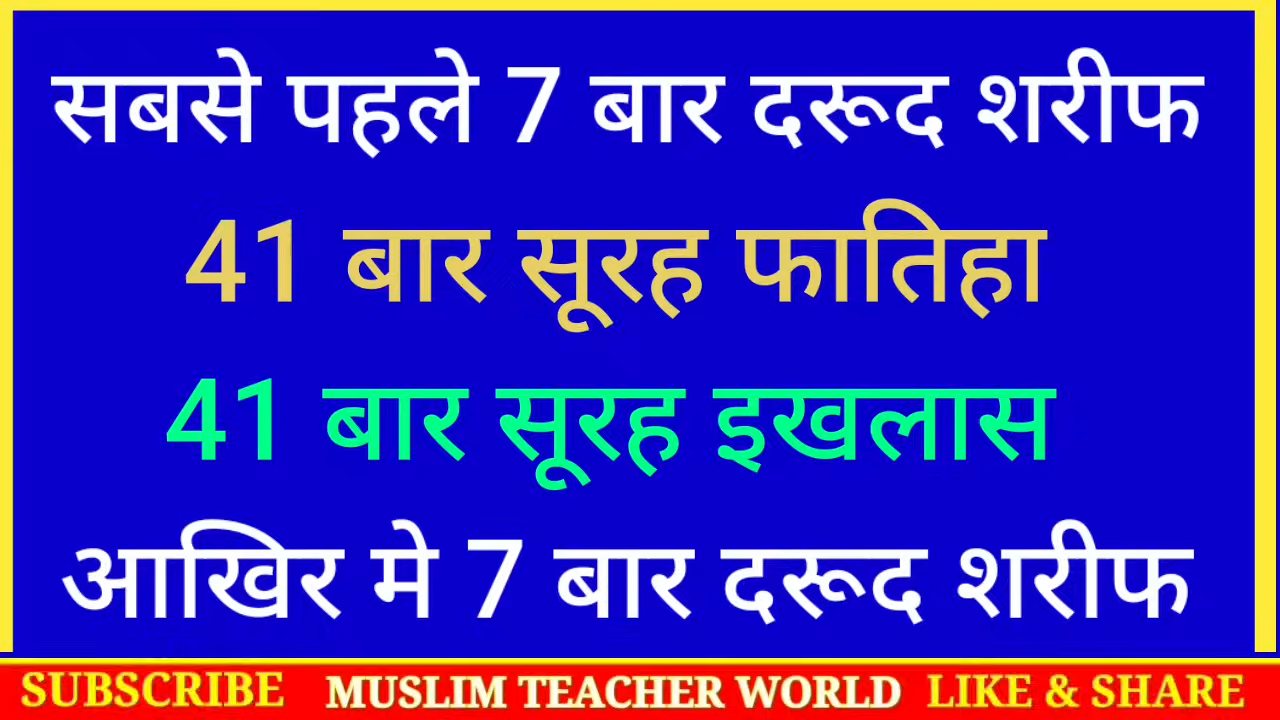 सबसे पहले 7 बार दरूद शरीफ
41 बार सूरह फातिहा
41 बार सूरह इखलास
आखिर मे 7 बार दरूद शरीफ
SUBSCRIBE MUSLIM TEACHER WORLD LIKE & SHARE